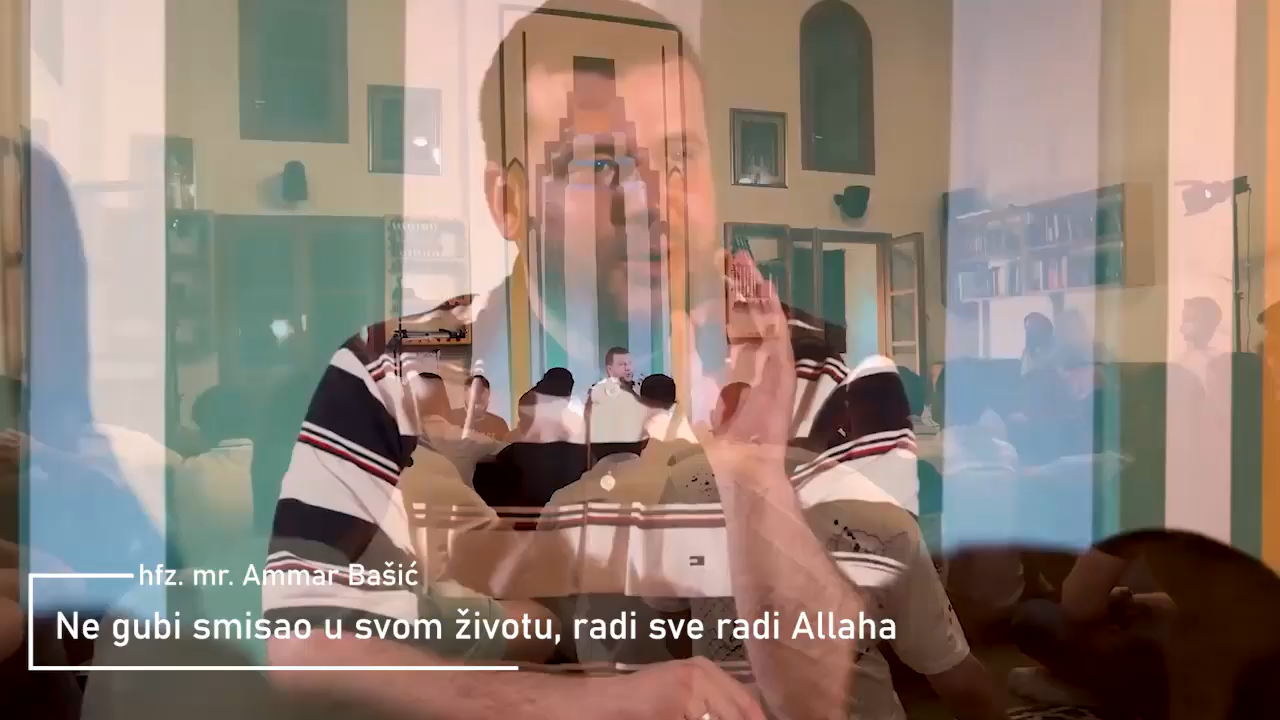 hfz. mr. Ammar Bašić
Ne gubi smisao u svom životu, radi sve radi Allaha